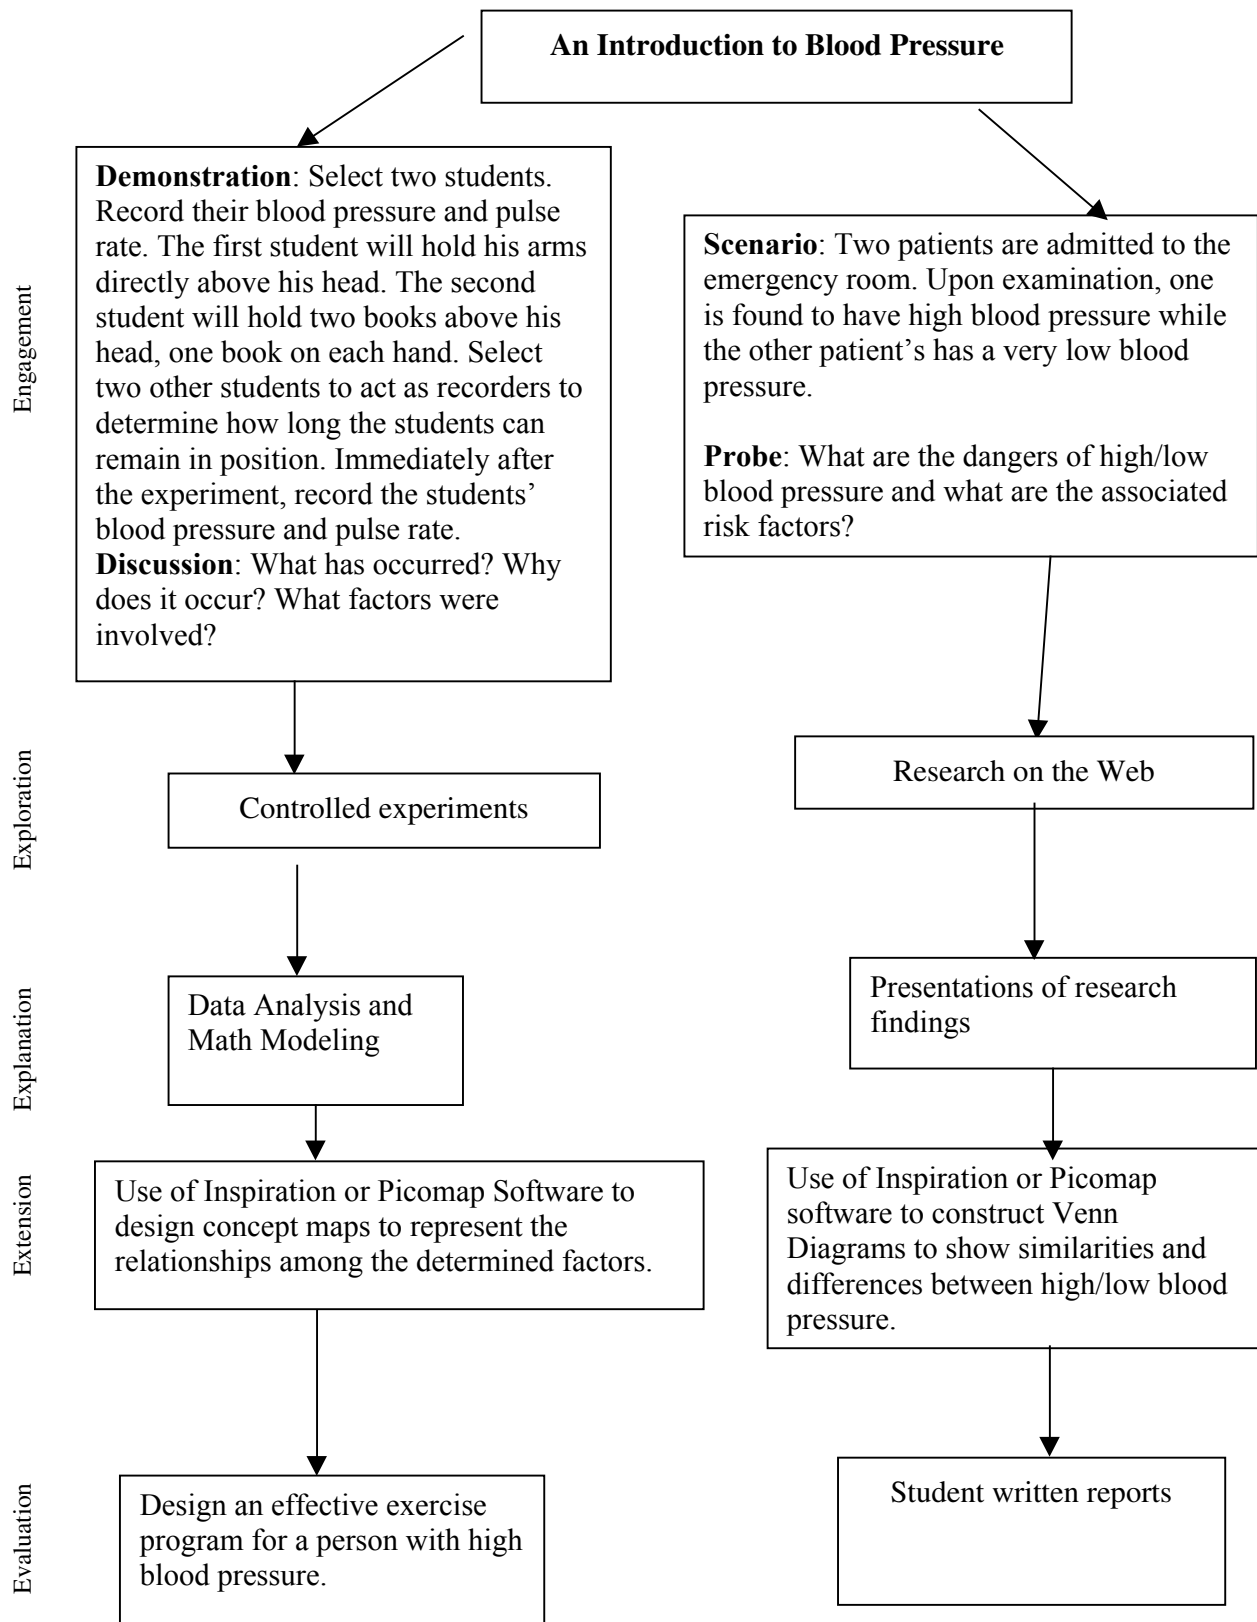 An Introduction to Blood Pressure
Engagement
Demonstration: Select two students.
Record their blood pressure and pulse
rate. The first student will hold his arms
directly above his head. The second
student will hold two books above his
head, one book on each hand. Select
two other students to act as recorders to
determine how long the students can
remain in position. Immediately after
the experiment, record the students’
blood pressure and pulse rate.
Discussion: What has occurred? Why
does it occur? What factors were
involved?
Scenario: Two patients are admitted to the
emergency room. Upon examination, one
is found to have high blood pressure while
the other patient’s has a very low blood
pressure.
Probe: What are the dangers of high/low
blood pressure and what are the associated
risk factors?
Exploration
Controlled experiments
Research on the Web
Explanation
Data Analysis and
Math Modeling
Presentations of research
findings
Extension
Use of Inspiration or Picomap Software to
design concept maps to represent the
relationships among the determined factors.
Use of Inspiration or Picomap
software to construct Venn
Diagrams to show similarities and
differences between high/low blood
pressure.
Evaluation
Design an effective exercise
program for a person with high
blood pressure.
Student written reports